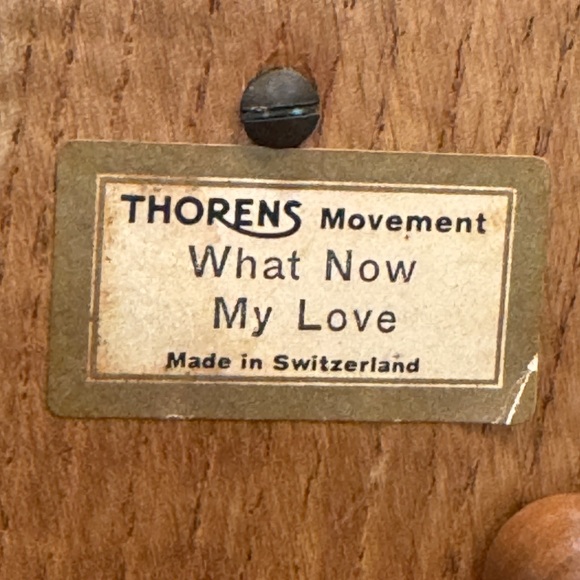 THORENS Movement
What Now
My Love
Made in Switzerland